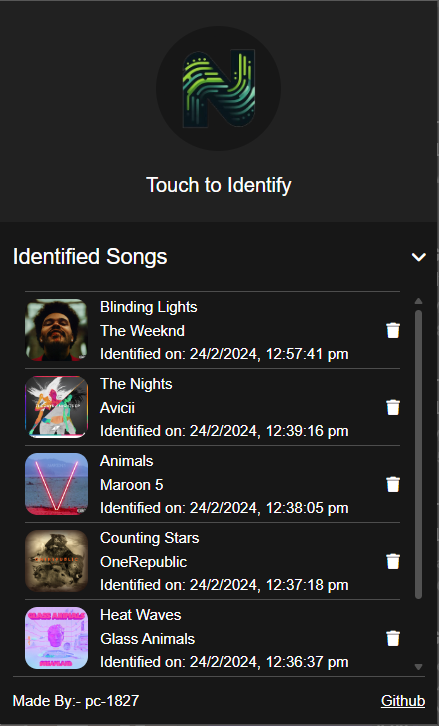 Touch to Identify
Identified Songs
Blinding Lights
The Weeknd
Identified on: 24/2/2024, 12:57:41 pm
The Nights
Avicii
Identified on: 24/2/2024, 12:39:16 pm
Animals
Maroon 5
Identified on: 24/2/2024, 12:38:05 pm
Counting Stars
OneRepublic
Identified on: 24/2/2024, 12:37:18 pm
GLASS ANIMALS
Heat Waves
Glass Animals
Identified on: 24/2/2024, 12:36:37 pm
Made By:- pc-1827
Github